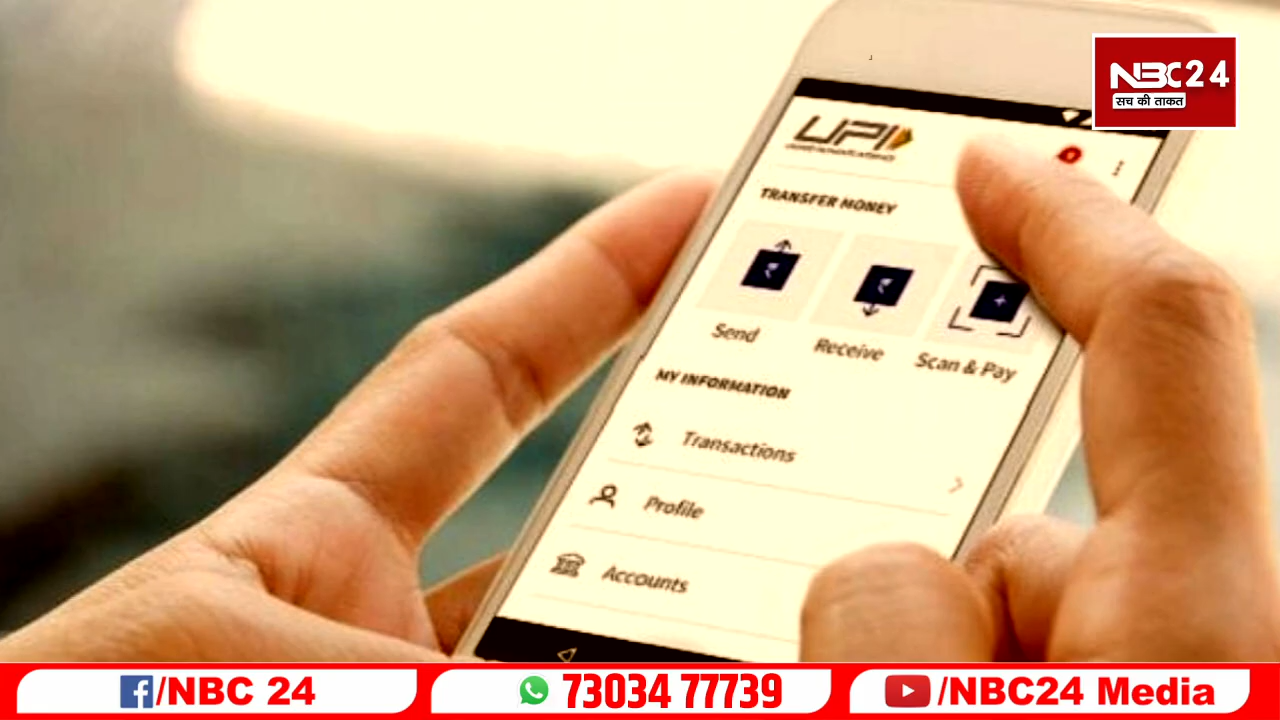 NBC24
सच की ताकत
UPI
TRANSFER MONEY
Send
Receive
Scan & Pay
MY INFORMATION
Transactions
Profile
Accounts
/NBC 24
73034 77739
/NBC24 Media